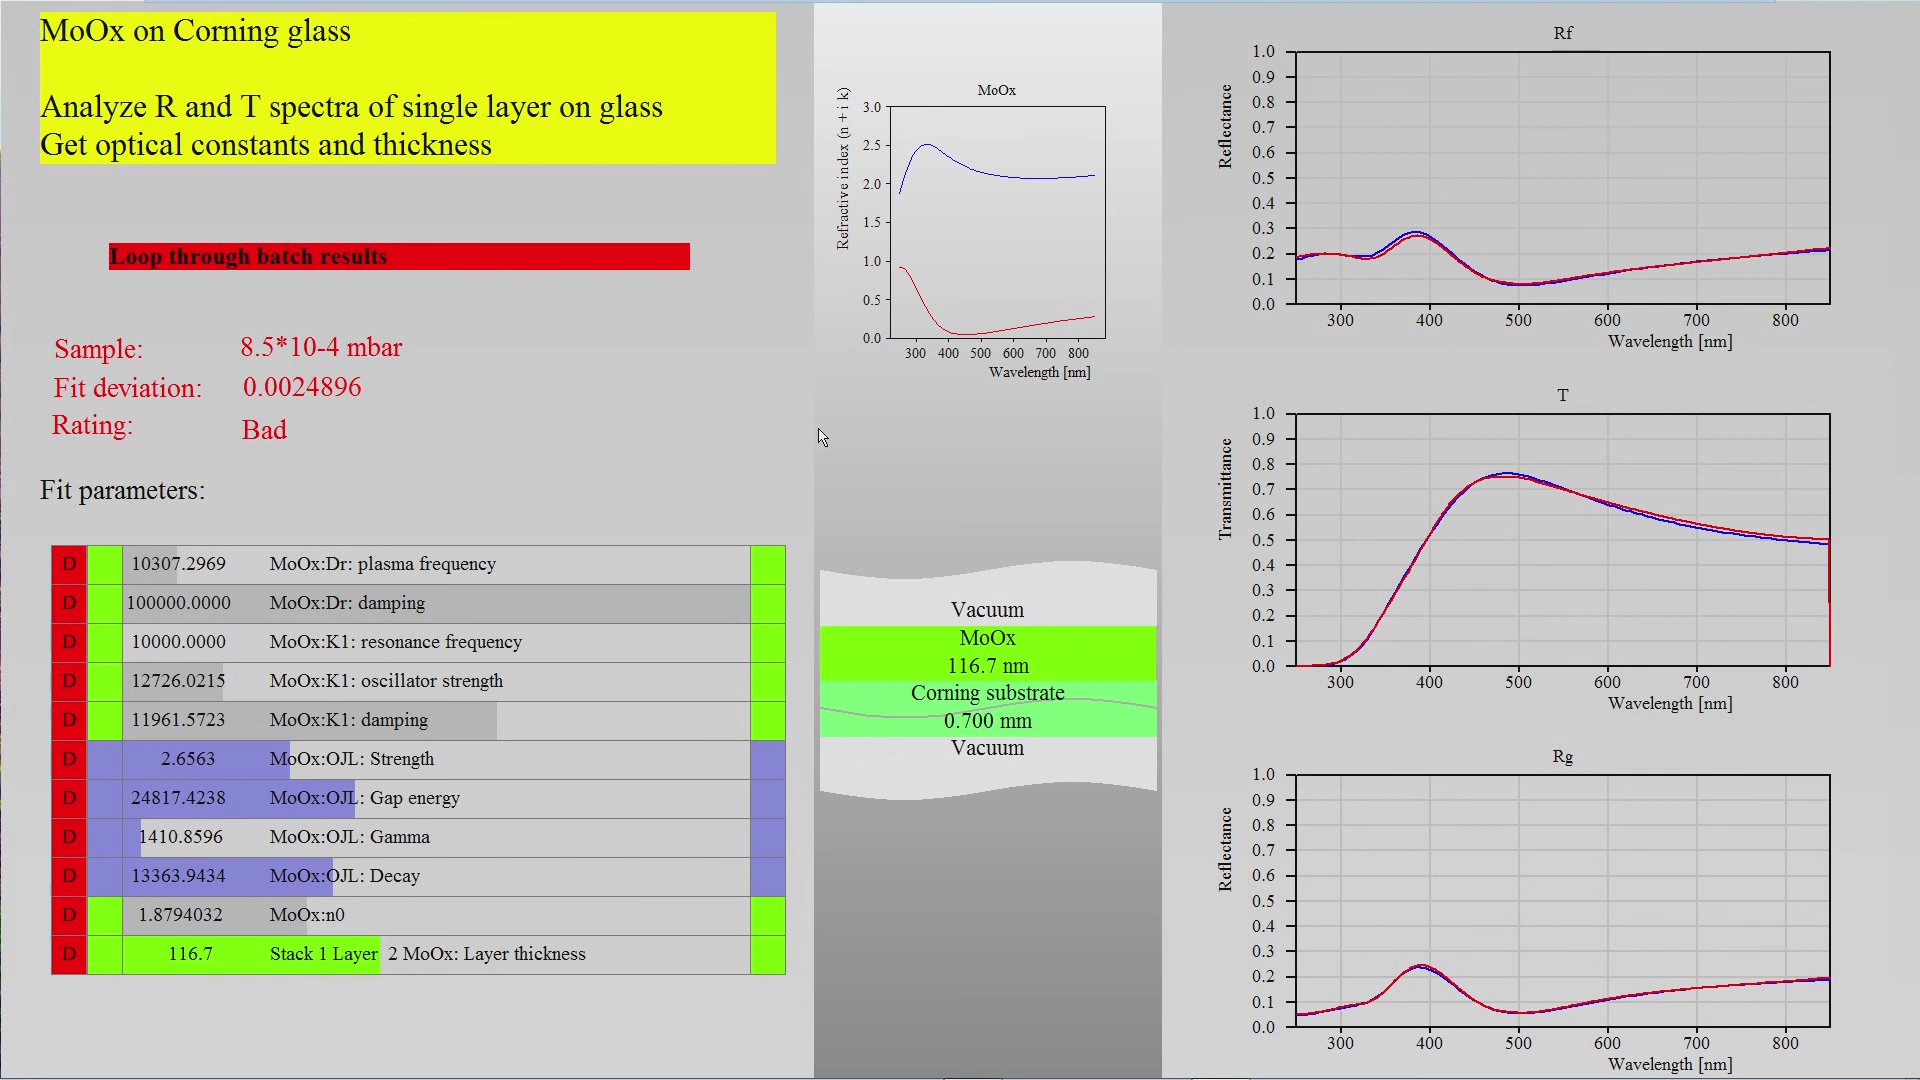 MoOx on Corning glass
Analyze R and T spectra of single layer on glass
Get optical constants and thickness
Loop through batch results
Sample: 8.5*10-4 mbar
Fit deviation: 0.0024896
Rating: Bad
Fit parameters:
D 10307.2969 MoOx:Dr: plasma frequency
D 100000.0000 MoOx:Dr: damping
D 10000.0000 MoOx:K1: resonance frequency
D 12726.0215 MoOx:K1: oscillator strength
D 11961.5723 MoOx:K1: damping
D 2.6563 MoOx:OJL: Strength
D 24817.4238 MoOx:OJL: Gap energy
D 1410.8596 MoOx:OJL: Gamma
D 13363.9434 MoOx:OJL: Decay
D 1.8794032 MoOx:n0
D 116.7 Stack 1 Layer 2 MoOx: Layer thickness
MoOx
Refractive index (n + i k)
3.0
2.5
2.0
1.5
1.0
0.5
0.0
300 400 500 600 700 800
Wavelength [nm]
Vacuum
MoOx
116.7 nm
Corning substrate
0.700 mm
Vacuum
Rf
Reflectance
1.0
0.9
0.8
0.7
0.6
0.5
0.4
0.3
0.2
0.1
0.0
300 400 500 600 700 800
Wavelength [nm]
T
Transmittance
1.0
0.9
0.8
0.7
0.6
0.5
0.4
0.3
0.2
0.1
0.0
300 400 500 600 700 800
Wavelength [nm]
Rg
Reflectance
1.0
0.9
0.8
0.7
0.6
0.5
0.4
0.3
0.2
0.1
0.0
300 400 500 600 700 800
Wavelength [nm]